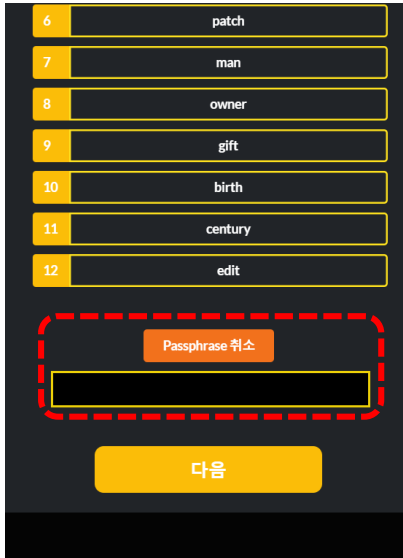 6 patch
7 man
8 owner
9 gift
10 birth
11 century
12 edit
Passphrase 취소
다음